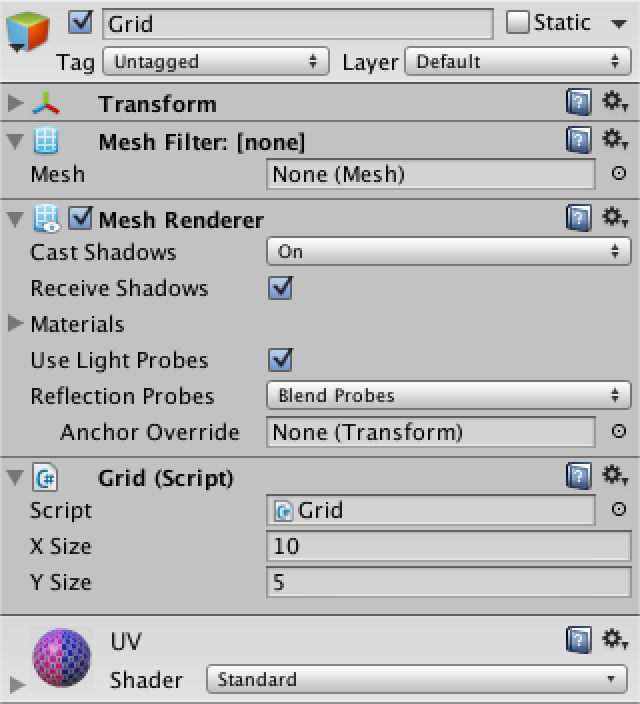 Grid Static
Tag Untagged Layer Default
Transform
Mesh Filter: [none]
Mesh None (Mesh)
Mesh Renderer
Cast Shadows On
Receive Shadows
Materials
Use Light Probes
Reflection Probes Blend Probes
Anchor Override None (Transform)
C# Grid (Script)
Script C# Grid
X Size 10
Y Size 5
UV
Shader Standard